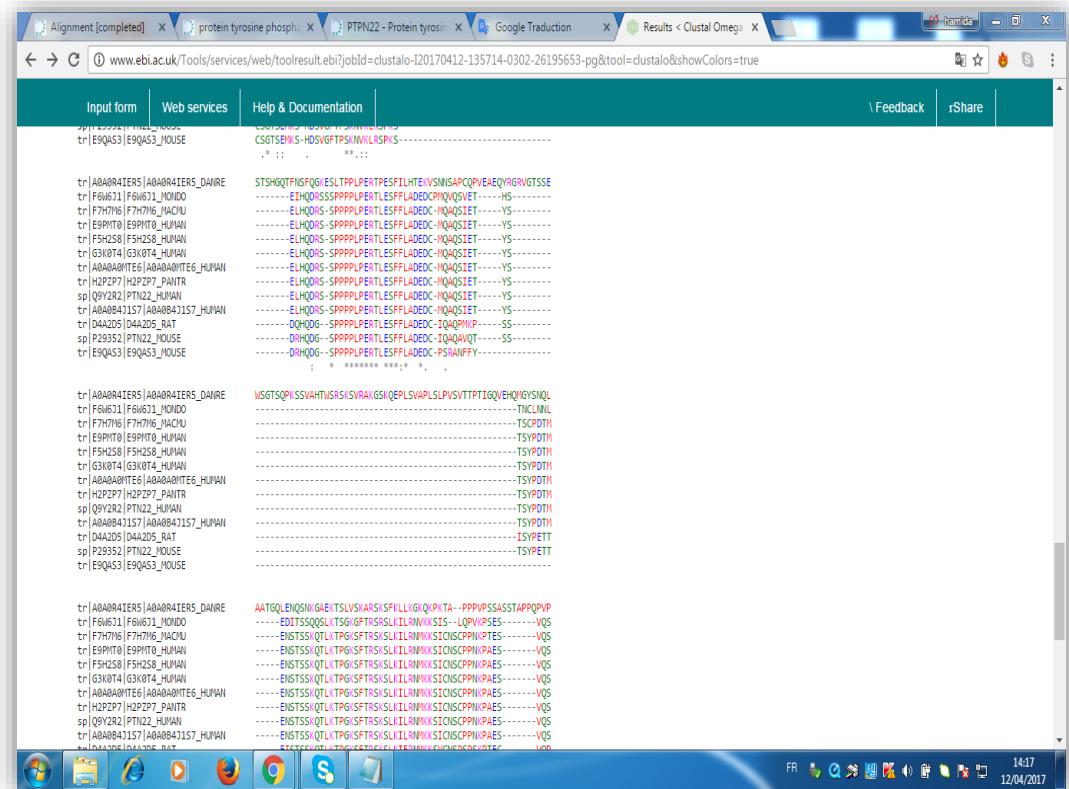 Alignment [completed] X protein tyrosine phospha X PTPN22 - Protein tyrosin X Google Traduction X Results < Clustal Omega X hamida
www.ebi.ac.uk/Tools/services/web/toolresult.ebi?jobId=clustalo-I20170412-135714-0302-26195653-pg&tool=clustalo&showColors=true
Input form Web services Help & Documentation \ Feedback rShare
sp|P29352|PTN22_MOUSE CSGTSEMKS-HDSVGFTPSKNVKLRSPKS
tr|E9QAS3|E9QAS3_MOUSE CSGTSEMKS-HDSVGFTPSKNVKLRSPKS----------------------------
.* :: . **.::
tr|A0A0R4IER5|A0A0R4IER5_DANRE STSHGQTFNSFQGKESLTPPLPERTPESFILHTEKVSNNSAPCQPVEAEQYRGRVGTSSE
tr|F6W6J1|F6W6J1_MONDO -------EIHQDRSSSPPPPLPERTLESFFLADEDCPMQVQSVET-----HS--------
tr|F7H7M6|F7H7M6_MACMU -------ELHQDRS-SPPPPLPERTLESFFLADEDC-MQAQSIET-----YS--------
tr|E9PMT0|E9PMT0_HUMAN -------ELHQDRS-SPPPPLPERTLESFFLADEDC-MQAQSIET-----YS--------
tr|F5H2S8|F5H2S8_HUMAN -------ELHQDRS-SPPPPLPERTLESFFLADEDC-MQAQSIET-----YS--------
tr|G3K0T4|G3K0T4_HUMAN -------ELHQDRS-SPPPPLPERTLESFFLADEDC-MQAQSIET-----YS--------
tr|A0A0A0MTE6|A0A0A0MTE6_HUMAN -------ELHQDRS-SPPPPLPERTLESFFLADEDC-MQAQSIET-----YS--------
tr|H2PZP7|H2PZP7_PANTR -------ELHQDRS-SPPPPLPERTLESFFLADEDC-MQAQSIET-----YS--------
sp|Q9Y2R2|PTN22_HUMAN -------ELHQDRS-SPPPPLPERTLESFFLADEDC-MQAQSIET-----YS--------
tr|A0A0B4J1S7|A0A0B4J1S7_HUMAN -------ELHQDRS-SPPPPLPERTLESFFLADEDC-MQAQSIET-----YS--------
tr|D4A2D5|D4A2D5_RAT -------DQHQDG--SPPPPLPERTLESFFLADEDC-IQAQPMKP-----SS--------
sp|P29352|PTN22_MOUSE -------DRHQDG--SPPPPLPERTLESFFLADEDC-IQAQAVQT-----SS--------
tr|E9QAS3|E9QAS3_MOUSE -------DRHQDG--SPPPPLPERTLESFFLADEDC-PSRANFFY---------------
: * ******* ***:* *. .
tr|A0A0R4IER5|A0A0R4IER5_DANRE WSGTSQPKSSVAHTWSRSKSVRAKGSKQEPLSVAPLSLPVSVTTPTIGQVEHQMGYSNQL
tr|F6W6J1|F6W6J1_MONDO ------------------------------------------------------TNCLNNL
tr|F7H7M6|F7H7M6_MACMU ------------------------------------------------------TSCPDTM
tr|E9PMT0|E9PMT0_HUMAN ------------------------------------------------------TSYPDTM
tr|F5H2S8|F5H2S8_HUMAN ------------------------------------------------------TSYPDTM
tr|G3K0T4|G3K0T4_HUMAN ------------------------------------------------------TSYPDTM
tr|A0A0A0MTE6|A0A0A0MTE6_HUMAN ------------------------------------------------------TSYPDTM
tr|H2PZP7|H2PZP7_PANTR ------------------------------------------------------TSYPDTM
sp|Q9Y2R2|PTN22_HUMAN ------------------------------------------------------TSYPDTM
tr|A0A0B4J1S7|A0A0B4J1S7_HUMAN ------------------------------------------------------TSYPDTM
tr|D4A2D5|D4A2D5_RAT ------------------------------------------------------ISYPETT
sp|P29352|PTN22_MOUSE ------------------------------------------------------TSYPETT
tr|E9QAS3|E9QAS3_MOUSE ------------------------------------------------------------
tr|A0A0R4IER5|A0A0R4IER5_DANRE AATGQLENQSNKGAEKTSLVSKARSKSFKLLKGKQKPKTA--PPPVPSSASSTAPPQPVP
tr|F6W6J1|F6W6J1_MONDO -----EDITSSQQSLKTSGKGFTRSRSLKILRNVKKSIS--LQPVKPSES-------VQS
tr|F7H7M6|F7H7M6_MACMU -----ENSTSSKQTLKTPGKSFTRSKSLKILRNMKKSICNSCPPNKPTES-------VQS
tr|E9PMT0|E9PMT0_HUMAN -----ENSTSSKQTLKTPGKSFTRSKSLKILRNMKKSICNSCPPNKPAES-------VQS
tr|F5H2S8|F5H2S8_HUMAN -----ENSTSSKQTLKTPGKSFTRSKSLKILRNMKKSICNSCPPNKPAES-------VQS
tr|G3K0T4|G3K0T4_HUMAN -----ENSTSSKQTLKTPGKSFTRSKSLKILRNMKKSICNSCPPNKPAES-------VQS
tr|A0A0A0MTE6|A0A0A0MTE6_HUMAN -----ENSTSSKQTLKTPGKSFTRSKSLKILRNMKKSICNSCPPNKPAES-------VQS
tr|H2PZP7|H2PZP7_PANTR -----ENSTSSKQTLKTPGKSFTRSKSLKILRNMKKSICNSCPPNKPAES-------VQS
sp|Q9Y2R2|PTN22_HUMAN -----ENSTSSKQTLKTPGKSFTRSKSLKILRNMKKSICNSCPPNKPAES-------VQS
tr|A0A0B4J1S7|A0A0B4J1S7_HUMAN -----ENSTSSKQTLKTPGKSFTRSKSLKILRNMKKSICNSCPPNKPAES-------VQS
tr|D4A2D5|D4A2D5_RAT
FR 14:17
12/04/2017